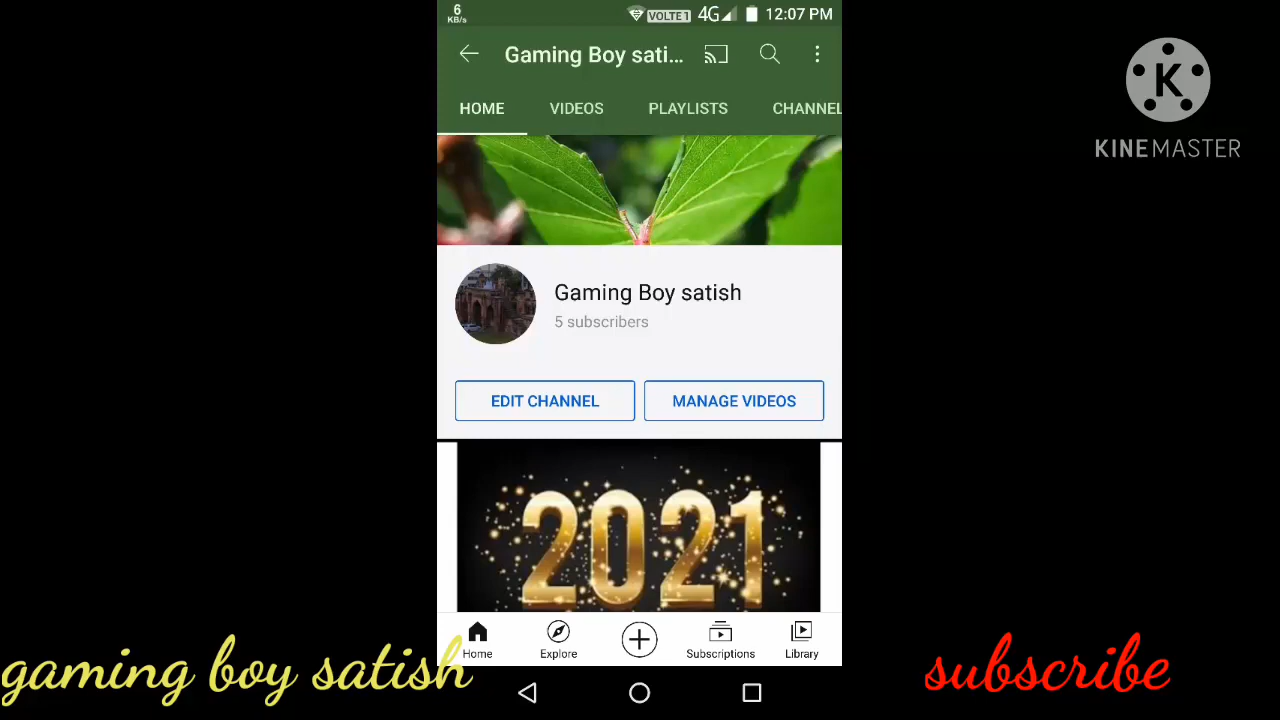 6
KB/s
VOLTE 1 4G 12:07 PM
Gaming Boy sati...
HOME VIDEOS PLAYLISTS CHANNEL
K
KINEMASTER
Gaming Boy satish
5 subscribers
EDIT CHANNEL MANAGE VIDEOS
2021
Home Explore Subscriptions Library
gaming boy satish subscribe